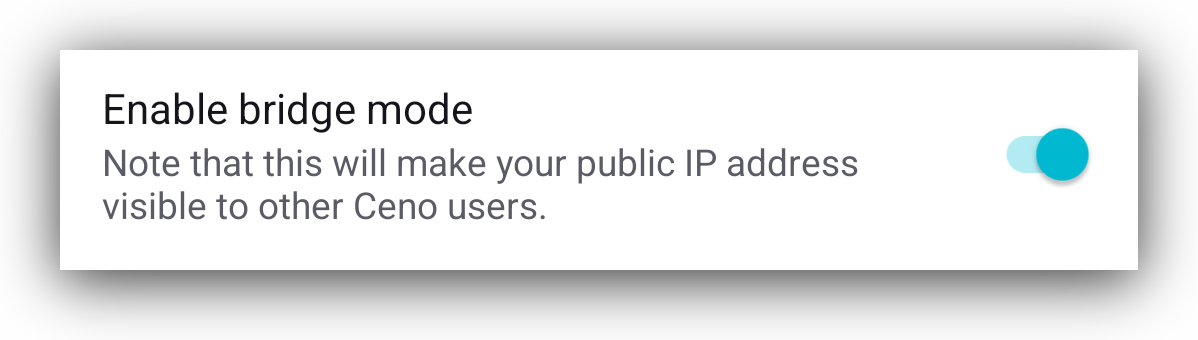 Enable bridge mode
Note that this will make your public IP address
visible to other Ceno users.